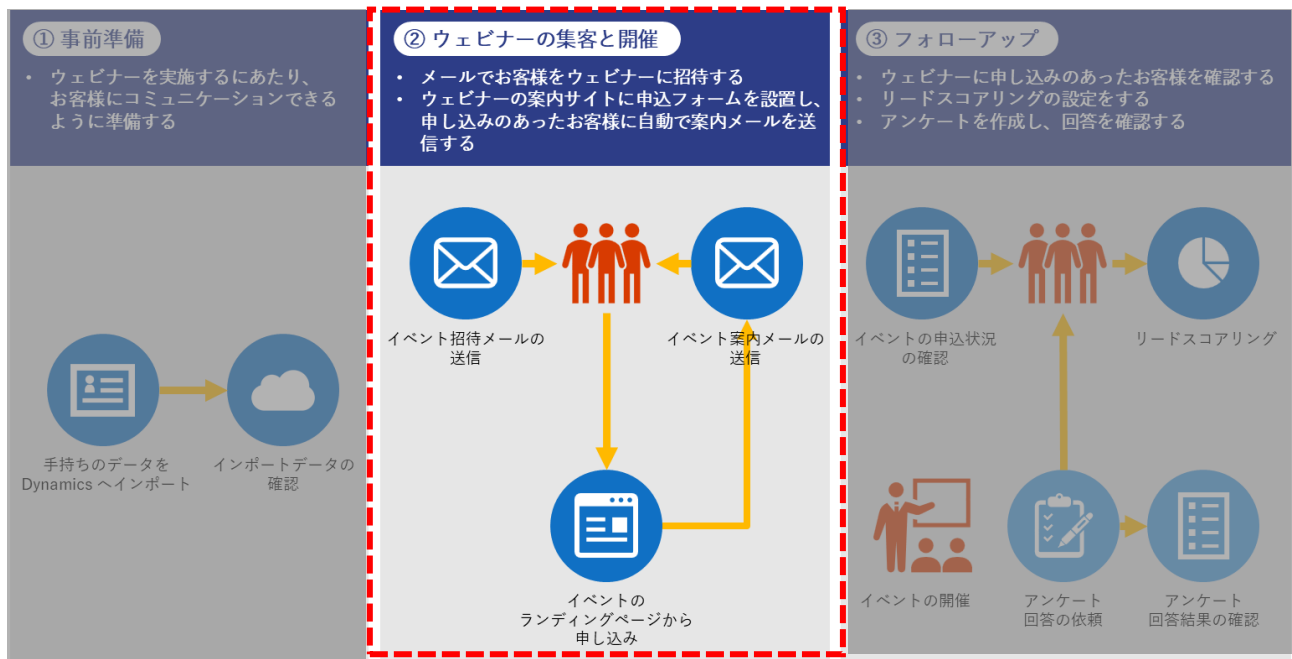 ① 事前準備
• ウェビナーを実施するにあたり、
お客様にコミュニケーションできる
ように準備する
手持ちのデータを
Dynamics へインポート
インポートデータの
確認
② ウェビナーの集客と開催
• メールでお客様をウェビナーに招待する
• ウェビナーの案内サイトに申込フォームを設置し、
申し込みのあったお客様に自動で案内メールを送
信する
イベント招待メールの
送信
イベント案内メールの
送信
イベントの
ランディングページから
申し込み
③ フォローアップ
• ウェビナーに申し込みのあったお客様を確認する
• リードスコアリングの設定をする
• アンケートを作成し、回答を確認する
イベントの申込状況
の確認
リードスコアリング
イベントの開催
アンケート
回答の依頼
アンケート
回答結果の確認